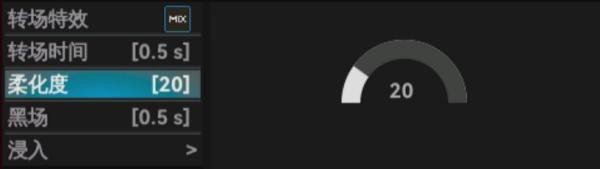 转场特效 MIX
转场时间 [0.5 s]
柔化度 [20]
黑场 [0.5 s]
浸入 >
20